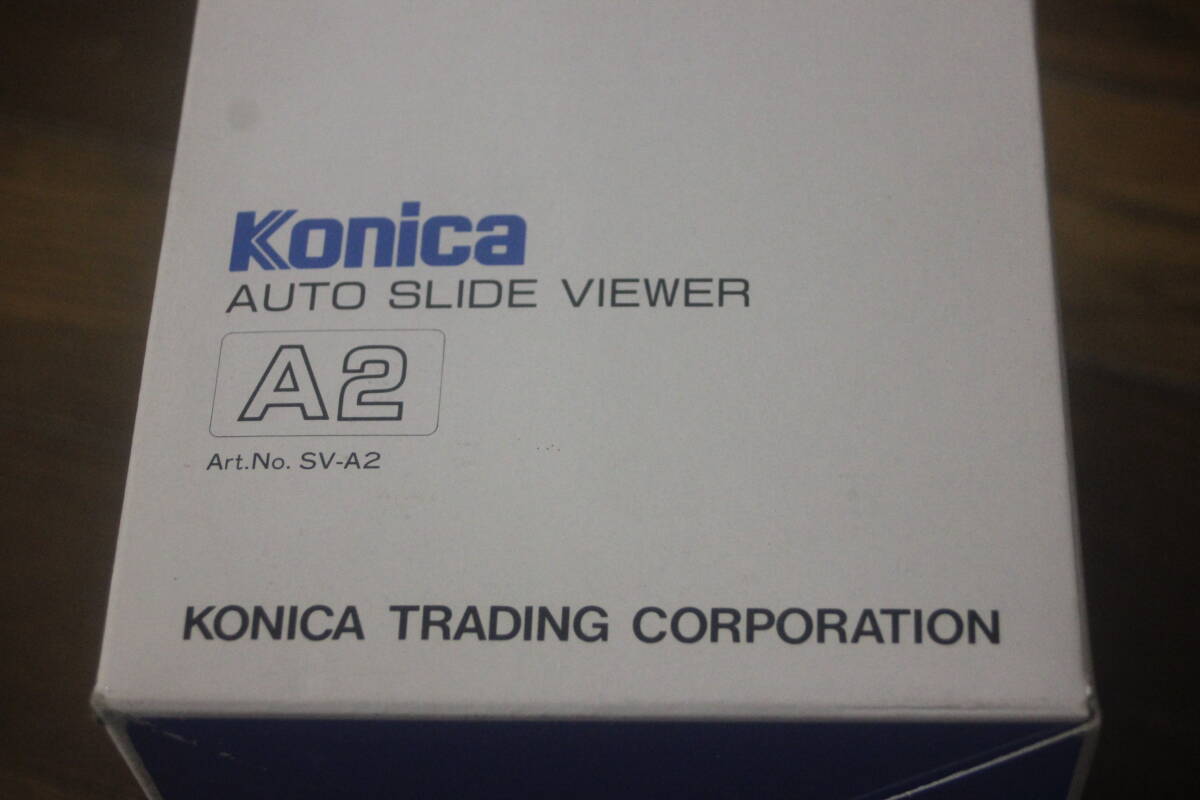 Konica
AUTO SLIDE VIEWER
A2
Art.No. SV-A2
KONICA TRADING CORPORATION